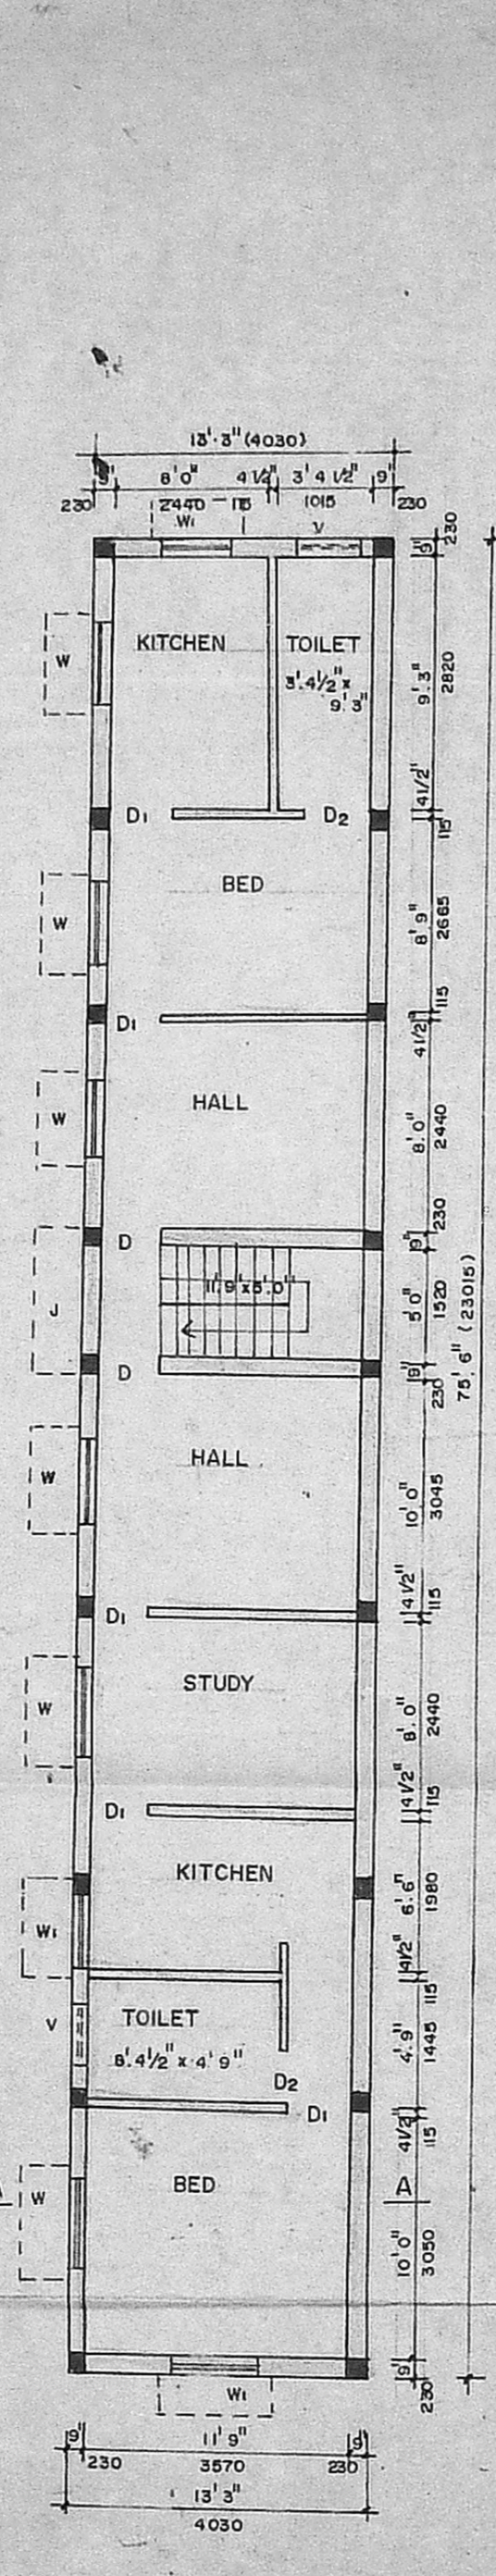 13'.3" (4030)
9" 8'0" 4 1/2" 3' 4 1/2" 9"
230 2440 115 1015 230
W1 V
230
9"
KITCHEN TOILET
3'.4 1/2" x
9'.3"
W
9'.3"
2820
4 1/2"
115
D1 D2
BED
W
8'9"
2665
115
D1
4 1/2"
HALL
W
8'.0"
2440
230
D
9"
11'.9'x5'.0"
J
5'0"
1520
75'.6" (23015)
D
9"
230
HALL
W
10'0"
3045
4 1/2"
115
D1
STUDY
W
8'.0"
2440
4 1/2"
115
D1
KITCHEN
W1
6'.6"
1980
4 1/2"
115
TOILET
V
8'.4 1/2" x 4' 9"
4'.9"
1445
D2
D1
4 1/2"
115
BED
W
A
10'0"
3050
9"
230
W1
9" 11'9" 9"
230 3570 230
13' 3"
4030